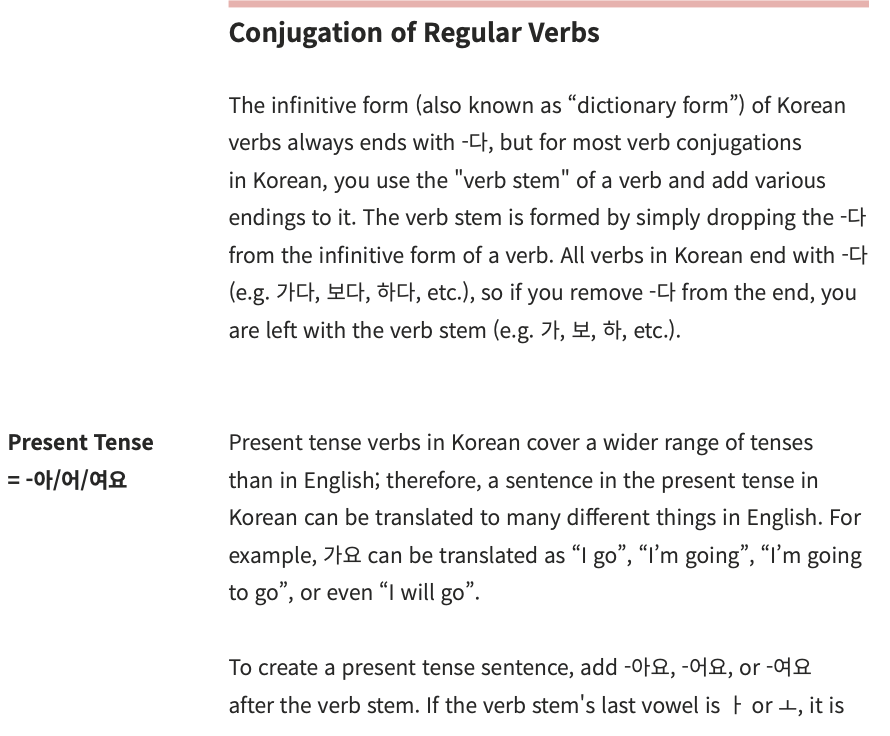 Conjugation of Regular Verbs
The infinitive form (also known as “dictionary form”) of Korean
verbs always ends with -다, but for most verb conjugations
in Korean, you use the "verb stem" of a verb and add various
endings to it. The verb stem is formed by simply dropping the -다
from the infinitive form of a verb. All verbs in Korean end with -다
(e.g. 가다, 보다, 하다, etc.), so if you remove -다 from the end, you
are left with the verb stem (e.g. 가, 보, 하, etc.).
Present Tense
= -아/어/여요
Present tense verbs in Korean cover a wider range of tenses
than in English; therefore, a sentence in the present tense in
Korean can be translated to many different things in English. For
example, 가요 can be translated as “I go”, “I’m going”, “I’m going
to go”, or even “I will go”.
To create a present tense sentence, add -아요, -어요, or -여요
after the verb stem. If the verb stem's last vowel is ㅏ or ㅗ, it is